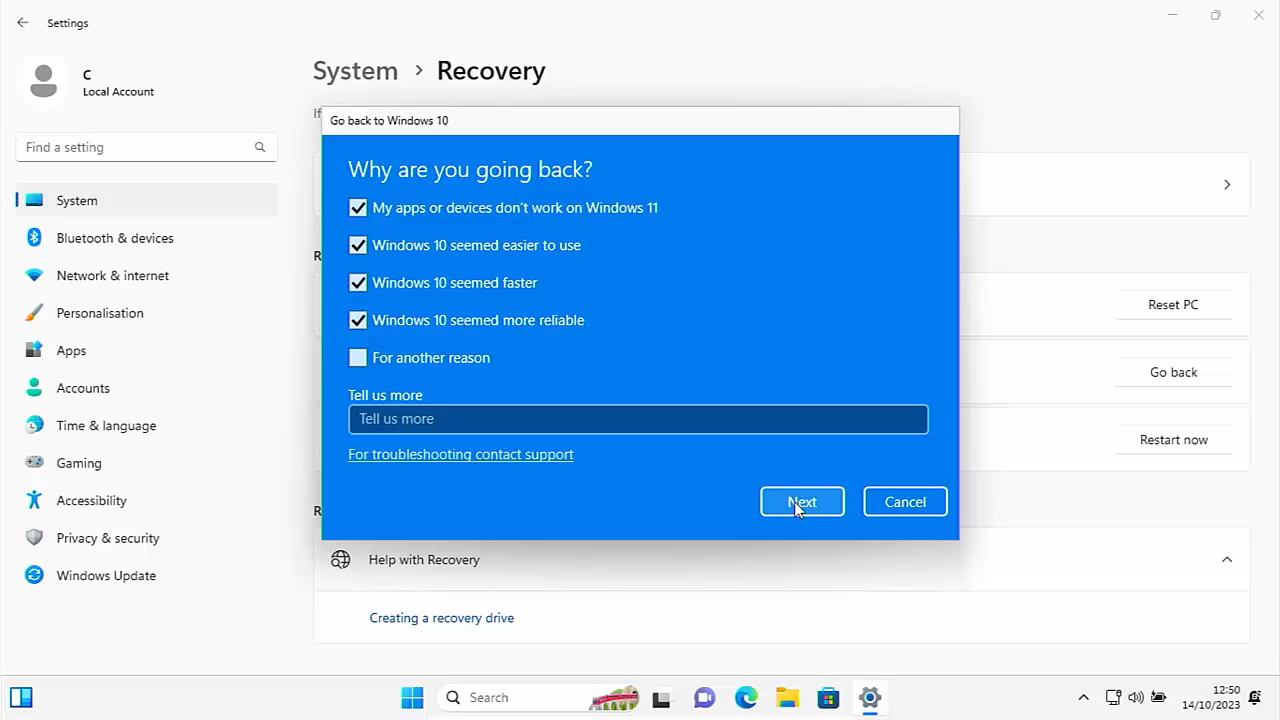 Settings
C
Local Account
Find a setting
System
Bluetooth & devices
Network & internet
Personalisation
Apps
Accounts
Time & language
Gaming
Accessibility
Privacy & security
Windows Update
System > Recovery
If
Go back to Windows 10
Why are you going back?
My apps or devices don't work on Windows 11
Windows 10 seemed easier to use
Windows 10 seemed faster
Windows 10 seemed more reliable
For another reason
Tell us more
Tell us more
For troubleshooting contact support
Next
Cancel
R
Reset PC
Go back
Restart now
R
Help with Recovery
Creating a recovery drive
Search
12:50
14/10/2023